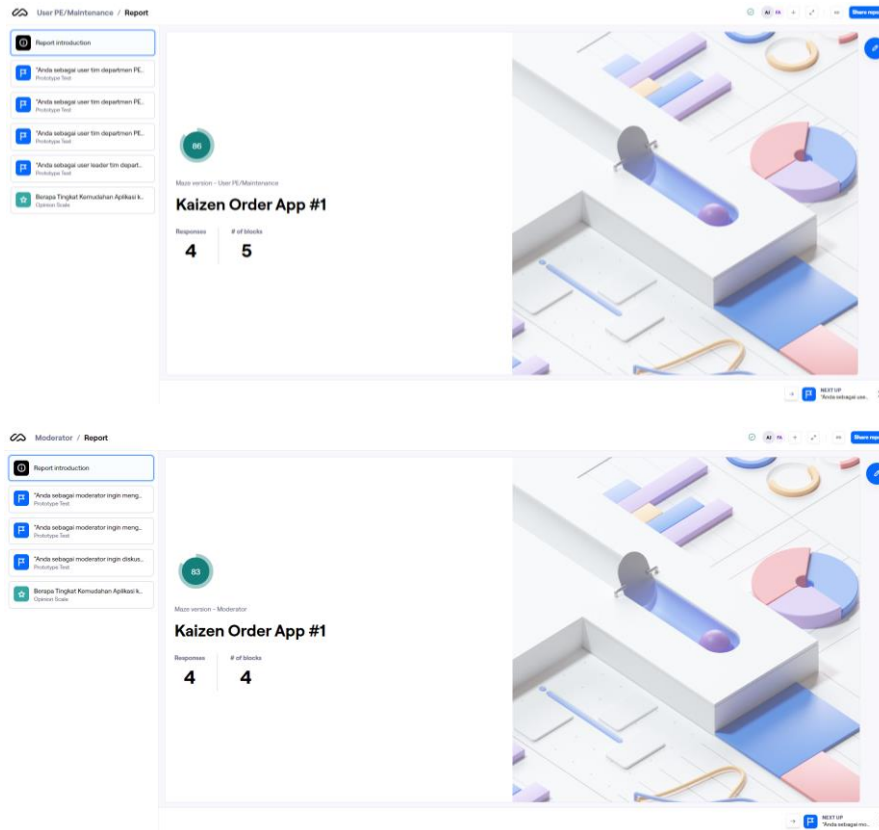 User PE/Maintenance / Report
AI
Share repo
Report introduction
"Anda sebagai user tim departmen PE...
Prototype Test
"Anda sebagai user tim departmen PE...
Prototype Test
"Anda sebagai user tim departmen PE...
Prototype Test
"Anda sebagai user leader tim depart...
Prototype Test
Berapa Tingkat Kemudahan Aplikasi k...
Opinion Scale
86
Maze version - User PE/Maintenance
Kaizen Order App #1
Responses # of blocks
4 5
NEXT UP
"Anda sebagai use...
Moderator / Report
AI
Share repo
Report introduction
"Anda sebagai moderator ingin meng...
Prototype Test
"Anda sebagai moderator ingin meng...
Prototype Test
"Anda sebagai moderator ingin diskus...
Prototype Test
Berapa Tingkat Kemudahan Aplikasi k...
Opinion Scale
83
Maze version - Moderator
Kaizen Order App #1
Responses # of blocks
4 4
NEXT UP
"Anda sebagai mo...